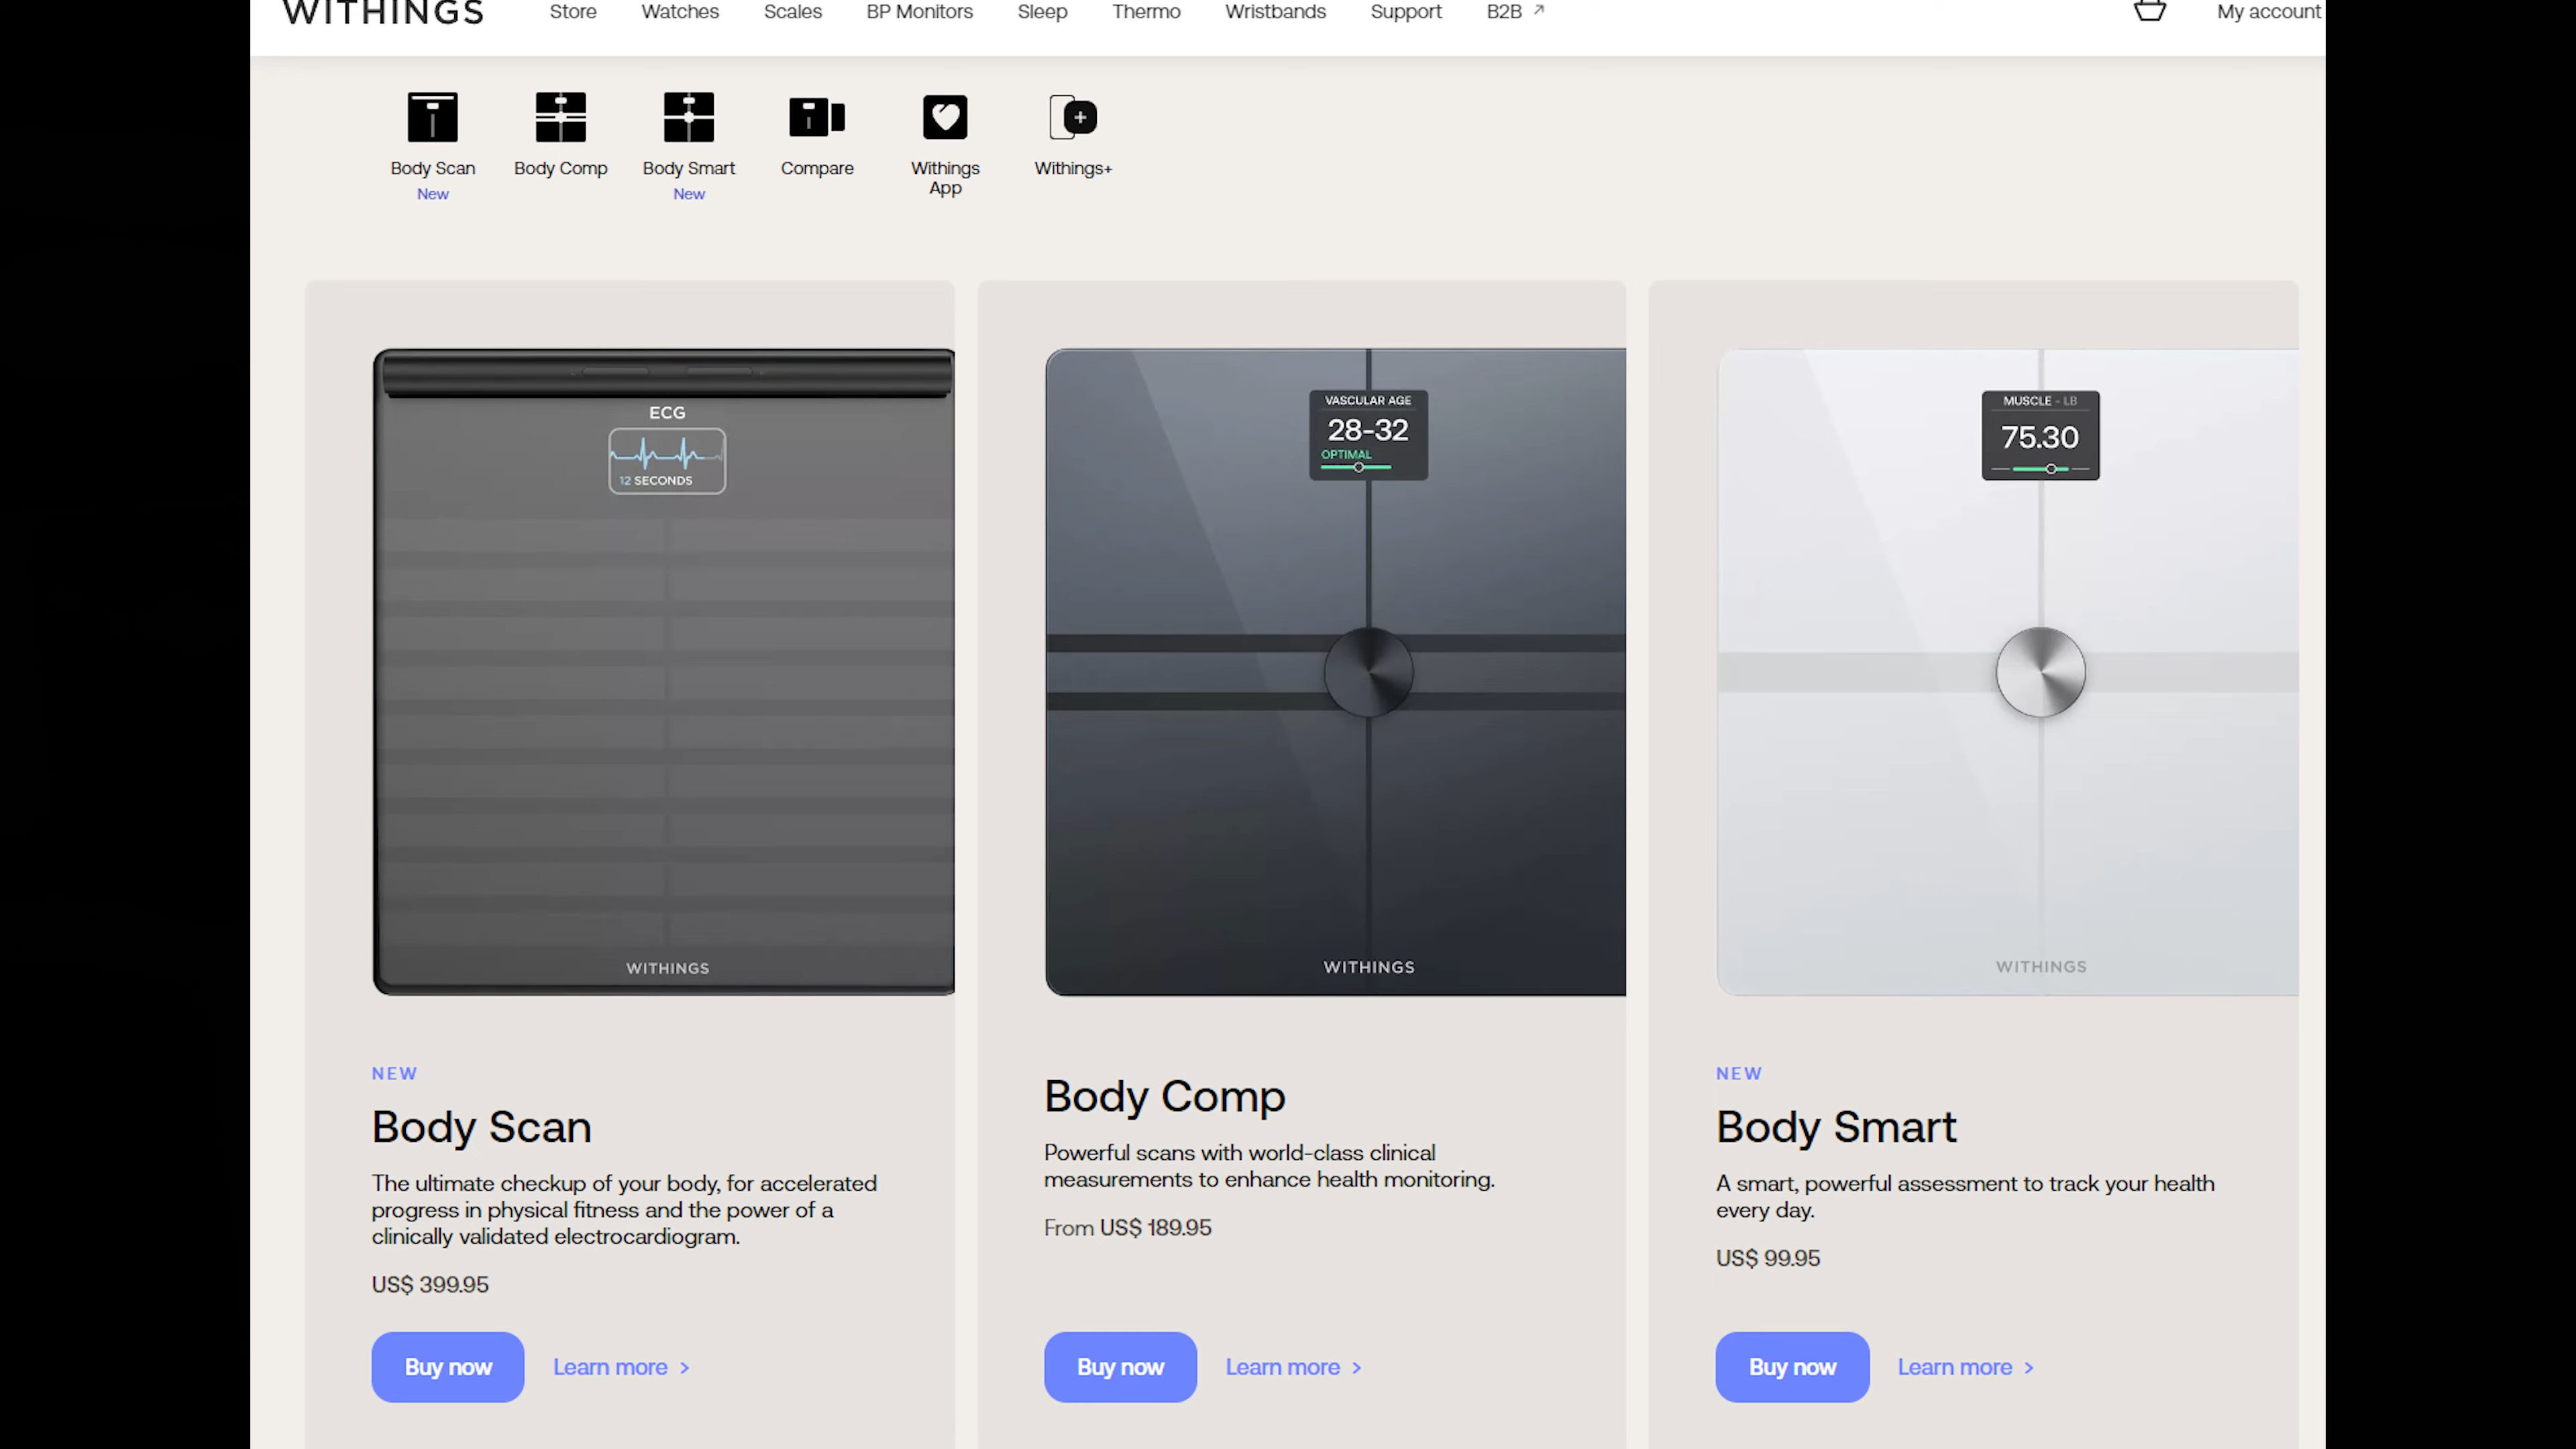 WITHINGS
Store Watches Scales BP Monitors Sleep Thermo Wristbands Support B2B ↗ My account
Body Scan
New
Body Comp
Body Smart
New
Compare
Withings
App
Withings+
ECG
12 SECONDS
WITHINGS
NEW
Body Scan
The ultimate checkup of your body, for accelerated
progress in physical fitness and the power of a
clinically validated electrocardiogram.
US$ 399.95
Buy now Learn more >
VASCULAR AGE
28-32
OPTIMAL
WITHINGS
Body Comp
Powerful scans with world-class clinical
measurements to enhance health monitoring.
From US$ 189.95
Buy now Learn more >
MUSCLE - LB
75.30
WITHINGS
NEW
Body Smart
A smart, powerful assessment to track your health
every day.
US$ 99.95
Buy now Learn more >